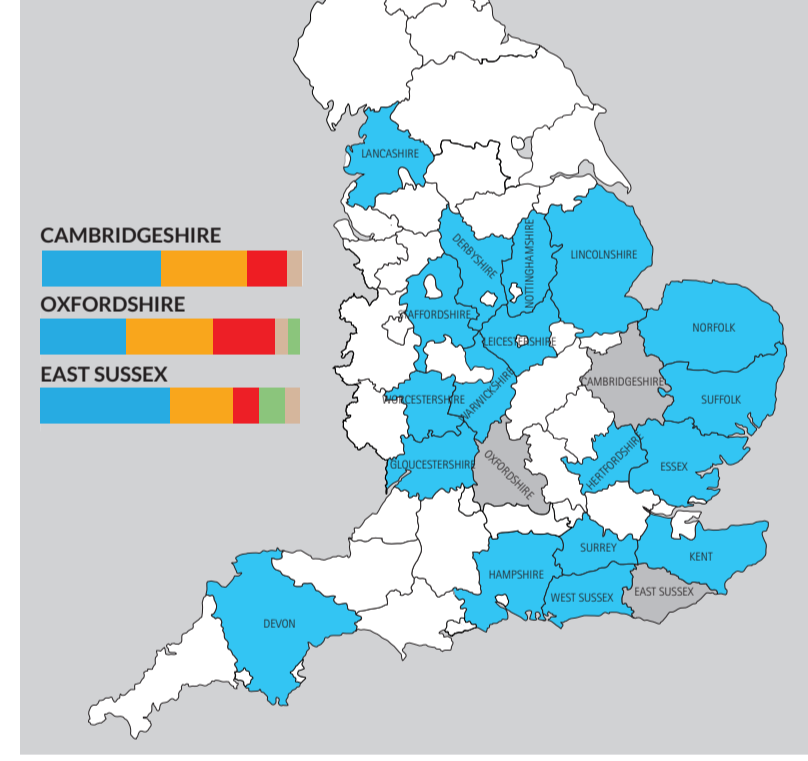 LANCASHIRE
CAMBRIDGESHIRE
OXFORDSHIRE
EAST SUSSEX
DERBYSHIRE
NOTTINGHAMSHIRE
LINCOLNSHIRE
STAFFORDSHIRE
LEICESTERSHIRE
NORFOLK
CAMBRIDGESHIRE
SUFFOLK
WORCESTERSHIRE
WARWICKSHIRE
GLOUCESTERSHIRE
OXFORDSHIRE
HERTFORDSHIRE
ESSEX
SURREY
KENT
HAMPSHIRE
WEST SUSSEX
EAST SUSSEX
DEVON